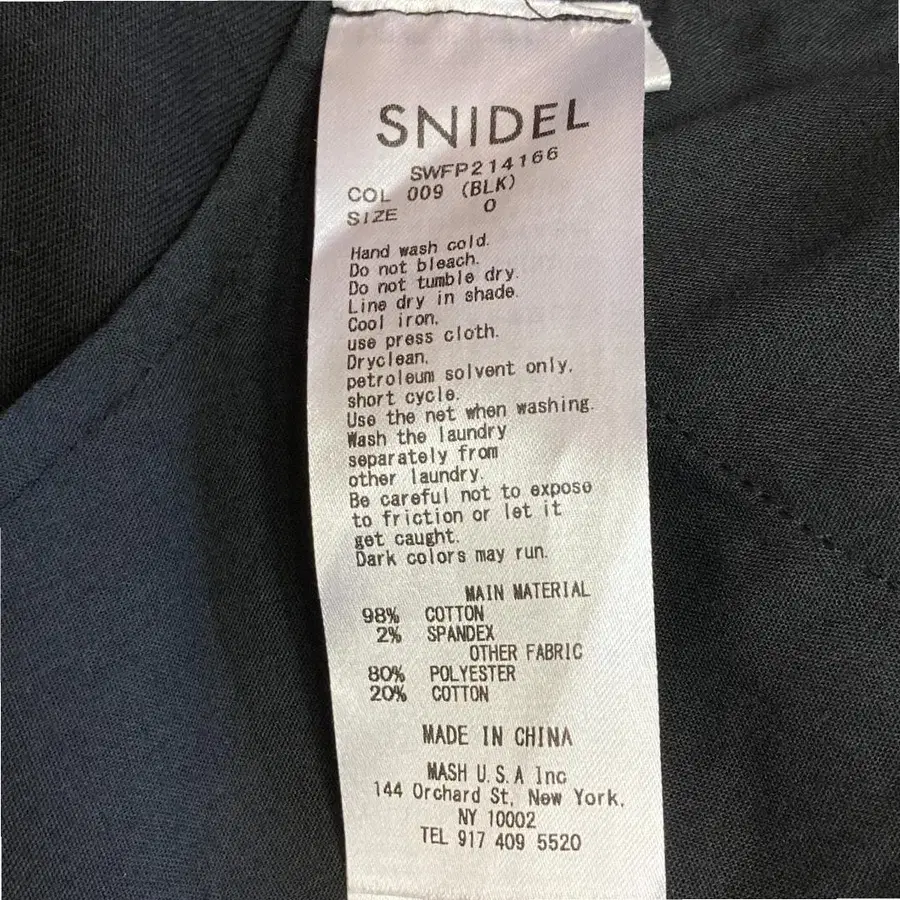 SNIDEL
SWFP214166
COL 009 (BLK)
SIZE 0
Hand wash cold.
Do not bleach.
Do not tumble dry.
Line dry in shade.
Cool iron,
use press cloth.
Dryclean,
petroleum solvent only,
short cycle.
Use the net when washing.
Wash the laundry
separately from
other laundry.
Be careful not to expose
to friction or let it
get caught.
Dark colors may run.
MAIN MATERIAL
98% COTTON
2% SPANDEX
OTHER FABRIC
80% POLYESTER
20% COTTON
MADE IN CHINA
MASH U.S.A Inc
144 Orchard St, New York,
NY 10002
TEL 917 409 5520